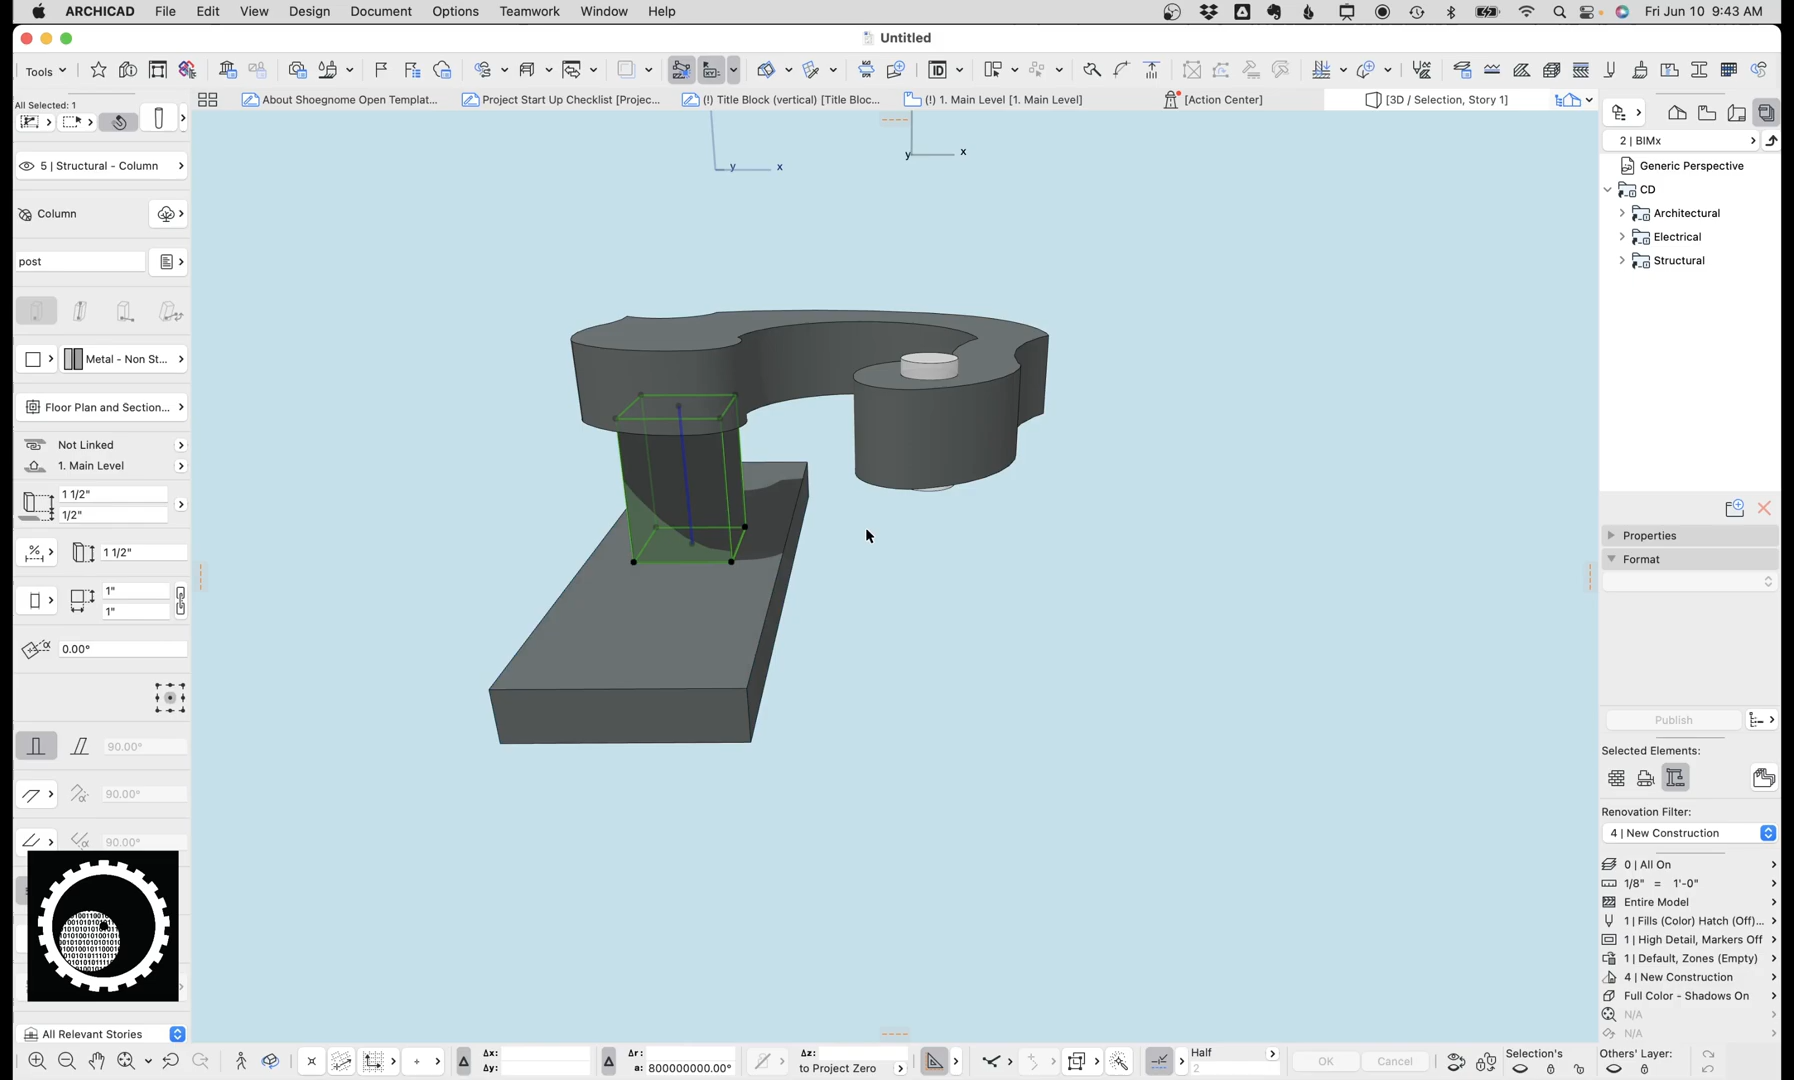 ARCHICAD File Edit View Design Document Options Teamwork Window Help
Fri Jun 10 9:43 AM
Untitled
Tools
All Selected: 1
About Shoegnome Open Templat...
Project Start Up Checklist [Projec...
(!) Title Block (vertical) [Title Bloc...
(!) 1. Main Level [1. Main Level]
[Action Center]
[3D / Selection, Story 1]
y x
y x
5 | Structural - Column
Column
post
Metal - Non St...
Floor Plan and Section...
Not Linked
1. Main Level
1 1/2"
1/2"
1 1/2"
1"
1"
0.00°
90.00°
90.00°
90.00°
All Relevant Stories
2 | BIMx
Generic Perspective
CD
Architectural
Electrical
Structural
Properties
Format
Publish
Selected Elements:
Renovation Filter:
4 | New Construction
0 | All On
1/8" = 1'-0"
Entire Model
1 | Fills (Color) Hatch (Off)...
1 | High Detail, Markers Off
1 | Default, Zones (Empty)
4 | New Construction
Full Color - Shadows On
N/A
N/A
Δx:
Δy:
Δr:
a: 800000000.00°
Δz:
to Project Zero
Half
2
OK
Cancel
Selection's
Others' Layer: